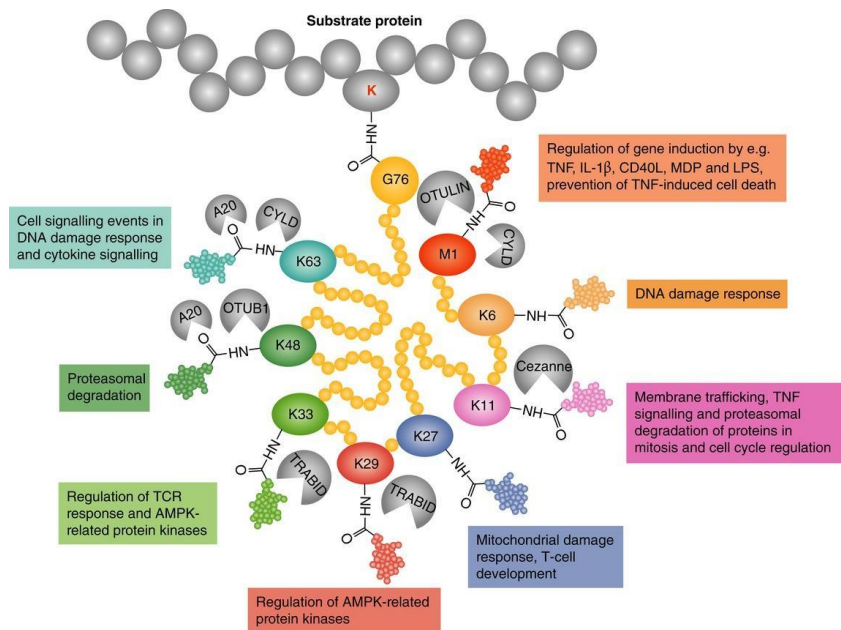 Substrate protein
K
NH
O
G76
Regulation of gene induction by e.g.
TNF, IL-1β, CD40L, MDP and LPS,
prevention of TNF-induced cell death
OTULIN
NH
O
M1
CYLD
Cell signalling events in
DNA damage response
and cytokine signalling
A20
CYLD
O
HN
K63
DNA damage response
K6
NH
O
A20
OTUB1
O
HN
K48
Proteasomal
degradation
Cezanne
K11
NH
O
Membrane trafficking, TNF
signalling and proteasomal
degradation of proteins in
mitosis and cell cycle regulation
K33
HN
O
TRABID
K29
NH
O
TRABID
K27
NH
O
Regulation of TCR
response and AMPK-
related protein kinases
Mitochondrial damage
response, T-cell
development
Regulation of AMPK-related
protein kinases